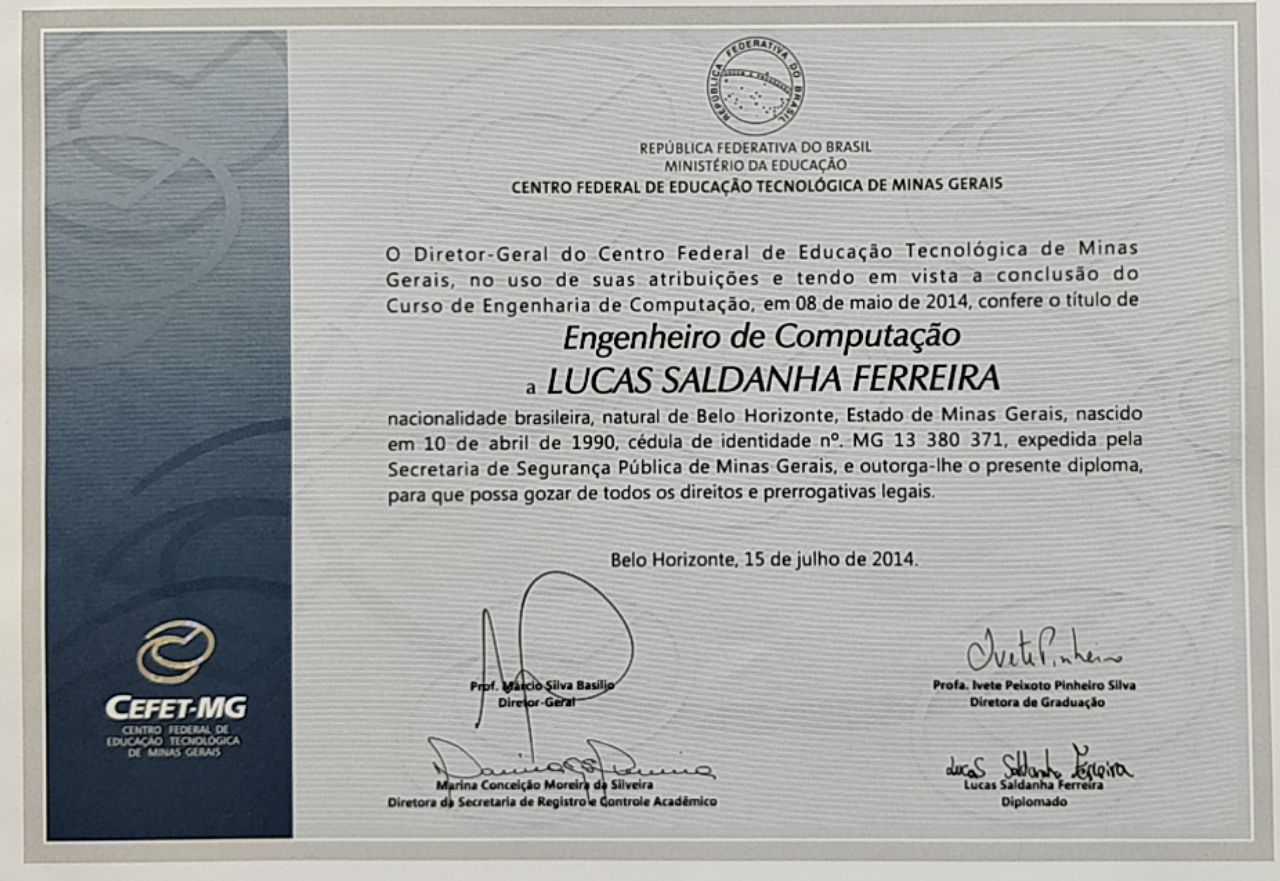 REPÚBLICA FEDERATIVA DO BRASIL
ORDEM E PROGRESSO
REPÚBLICA FEDERATIVA DO BRASIL
MINISTÉRIO DA EDUCAÇÃO
CENTRO FEDERAL DE EDUCAÇÃO TECNOLÓGICA DE MINAS GERAIS
O Diretor-Geral do Centro Federal de Educação Tecnológica de Minas
Gerais, no uso de suas atribuições e tendo em vista a conclusão do
Curso de Engenharia de Computação, em 08 de maio de 2014, confere o título de
Engenheiro de Computação
a LUCAS SALDANHA FERREIRA
nacionalidade brasileira, natural de Belo Horizonte, Estado de Minas Gerais, nascido
em 10 de abril de 1990, cédula de identidade nº. MG 13 380 371, expedida pela
Secretaria de Segurança Pública de Minas Gerais, e outorga-lhe o presente diploma,
para que possa gozar de todos os direitos e prerrogativas legais.
Belo Horizonte, 15 de julho de 2014.
Prof. Márcio Silva Basílio
Diretor-Geral
Ivete Pinheiro
Profa. Ivete Peixoto Pinheiro Silva
Diretora de Graduação
Marina Conceição Moreira da Silveira
Diretora da Secretaria de Registro e Controle Acadêmico
Lucas Saldanha Ferreira
Lucas Saldanha Ferreira
Diplomado
CEFET-MG
CENTRO FEDERAL DE
EDUCAÇÃO TECNOLÓGICA
DE MINAS GERAIS